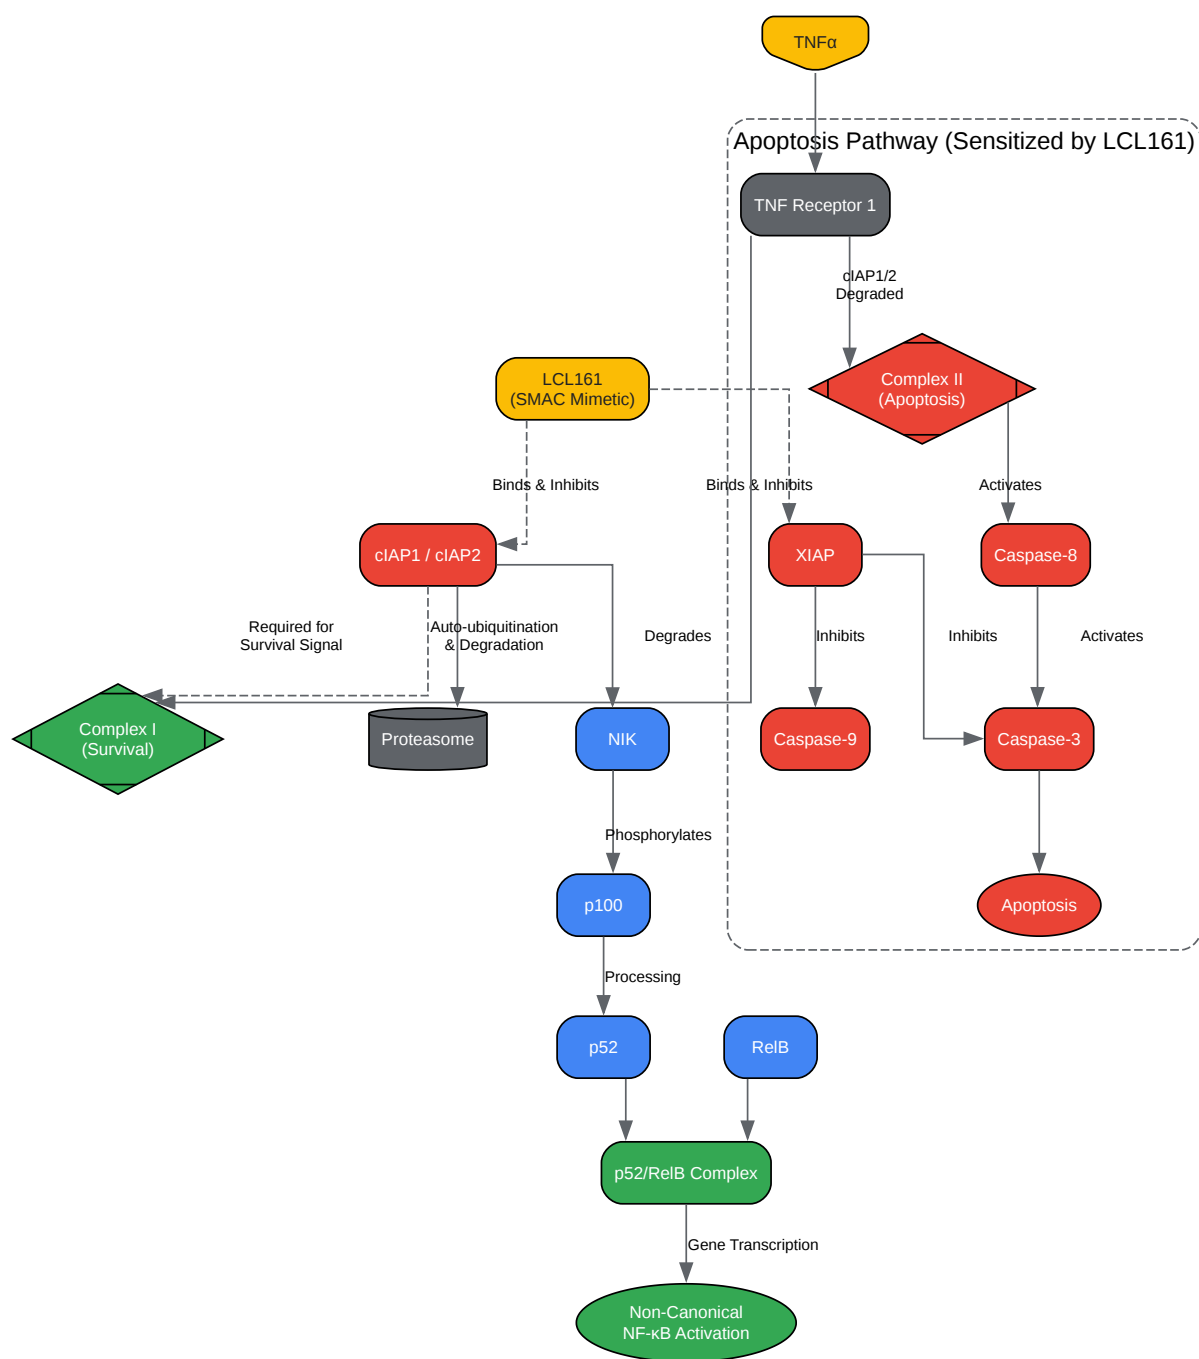 TNFα
Apoptosis Pathway (Sensitized by LCL161)
TNF Receptor 1
cIAP1/2
Degraded
LCL161
(SMAC Mimetic)
Complex II
(Apoptosis)
Binds & Inhibits
Binds & Inhibits
Activates
cIAP1 / cIAP2
XIAP
Caspase-8
Required for
Survival Signal
Auto-ubiquitination
& Degradation
Degrades
Inhibits
Inhibits
Activates
Complex I
(Survival)
Proteasome
NIK
Caspase-9
Caspase-3
Phosphorylates
p100
Apoptosis
Processing
p52
RelB
p52/RelB Complex
Gene Transcription
Non-Canonical
NF-κB Activation